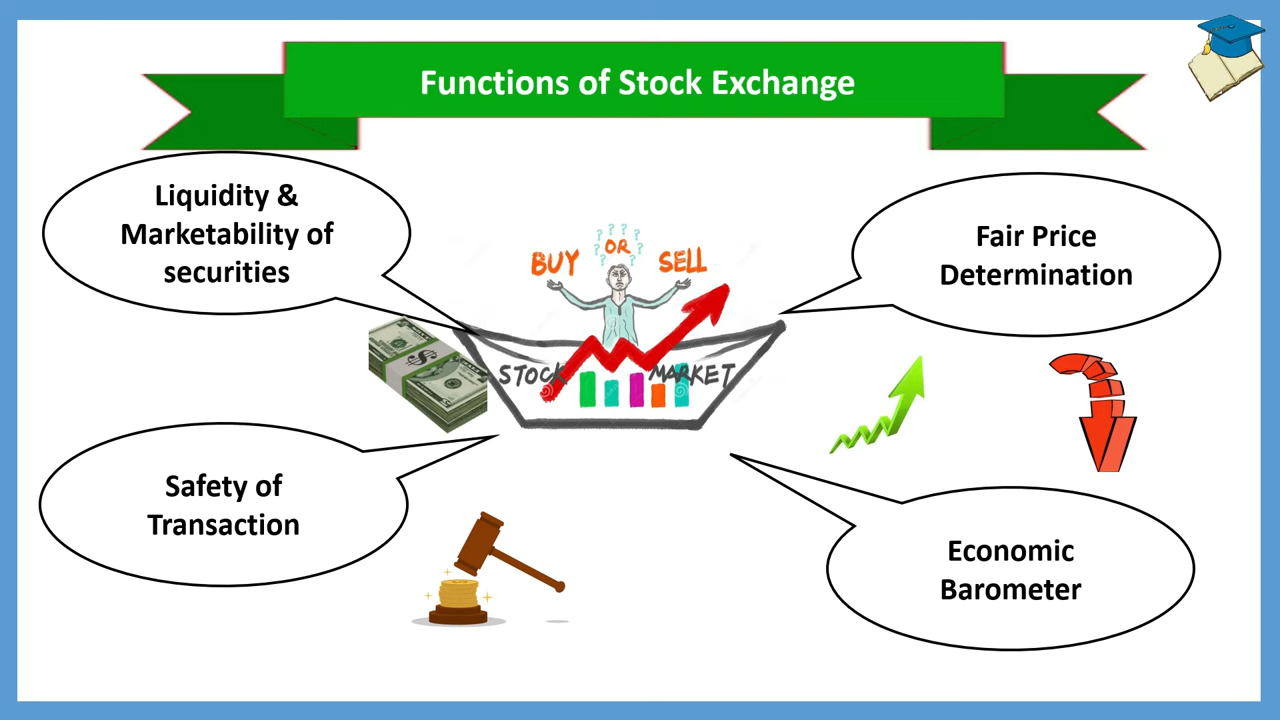 Functions of Stock Exchange
Liquidity &
Marketability of
securities
Fair Price
Determination
BUY OR SELL
STOCK MARKET
Safety of
Transaction
Economic
Barometer